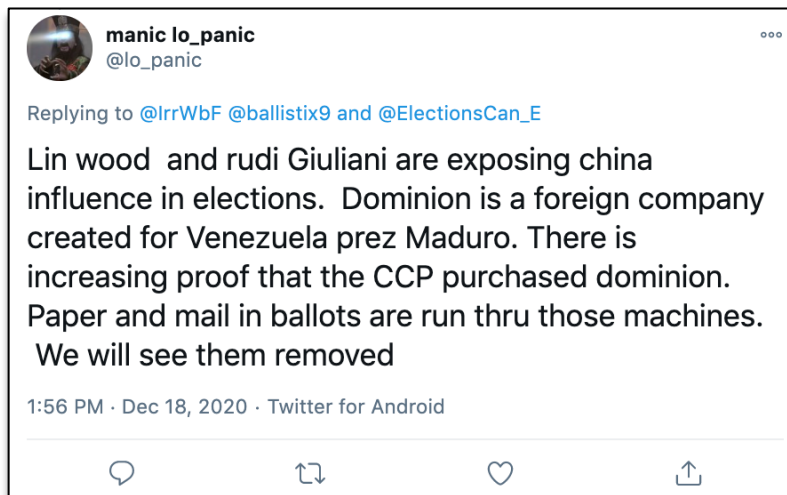 manic lo_panic
@lo_panic
Replying to @IrrWbF @ballistix9 and @ElectionsCan_E
Lin wood  and rudi Giuliani are exposing china
influence in elections.  Dominion is a foreign company
created for Venezuela prez Maduro. There is
increasing proof that the CCP purchased dominion.
Paper and mail in ballots are run thru those machines.
 We will see them removed
1:56 PM · Dec 18, 2020 · Twitter for Android